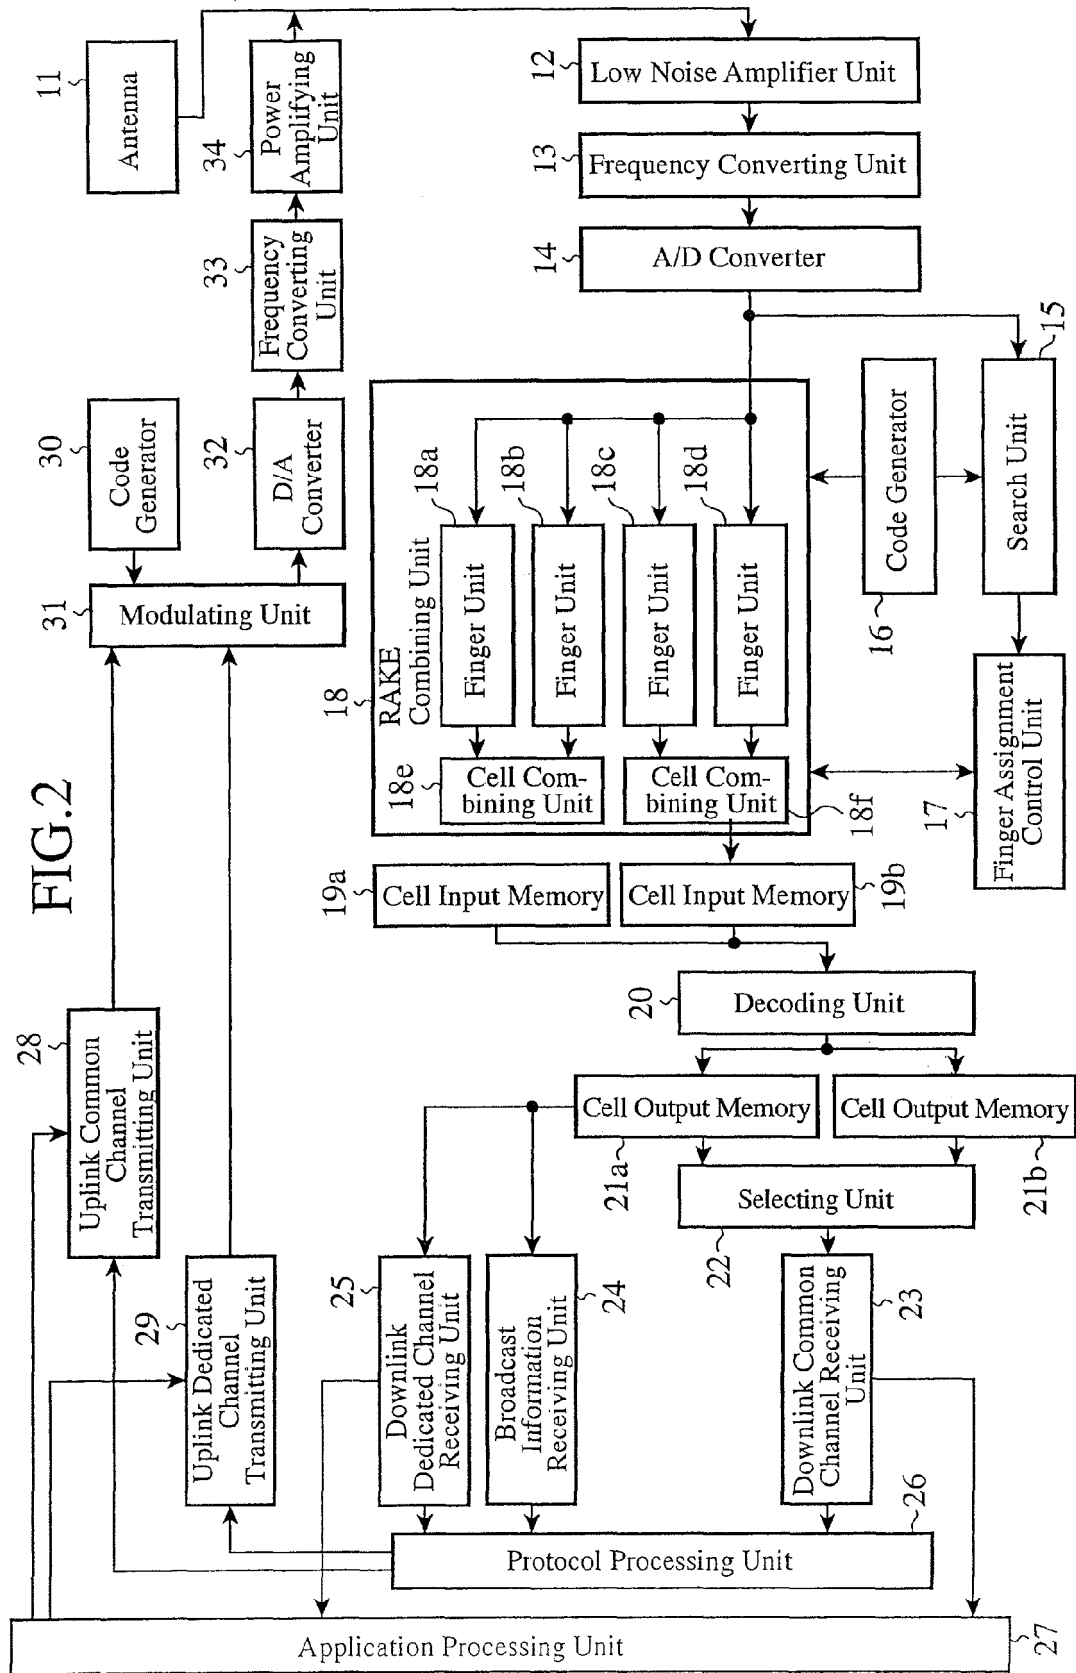 FIG.2
11
Antenna
34
Power
Amplifying
Unit
33
Frequency
Converting
Unit
32
D/A
Converter
30
Code
Generator
31
Modulating Unit
12
Low Noise Amplifier Unit
13
Frequency Converting Unit
14
A/D Converter
15
Search Unit
16
Code Generator
17
Finger Assignment
Control Unit
18
RAKE
Combining Unit
18a
Finger Unit
18b
Finger Unit
18c
Finger Unit
18d
Finger Unit
18e
Cell Com-
bining Unit
Cell Com-
bining Unit
18f
19a
Cell Input Memory
Cell Input Memory
19b
20
Decoding Unit
Cell Output Memory
21a
Cell Output Memory
21b
Selecting Unit
22
28
Uplink Common
Channel
Transmitting Unit
29
Uplink Dedicated
Channel
Transmitting Unit
25
Downlink
Dedicated Channel
Receiving Unit
Broadcast
Information
Receiving Unit
24
Downlink Common
Channel Receiving
Unit
23
Protocol Processing Unit
26
Application Processing Unit
27